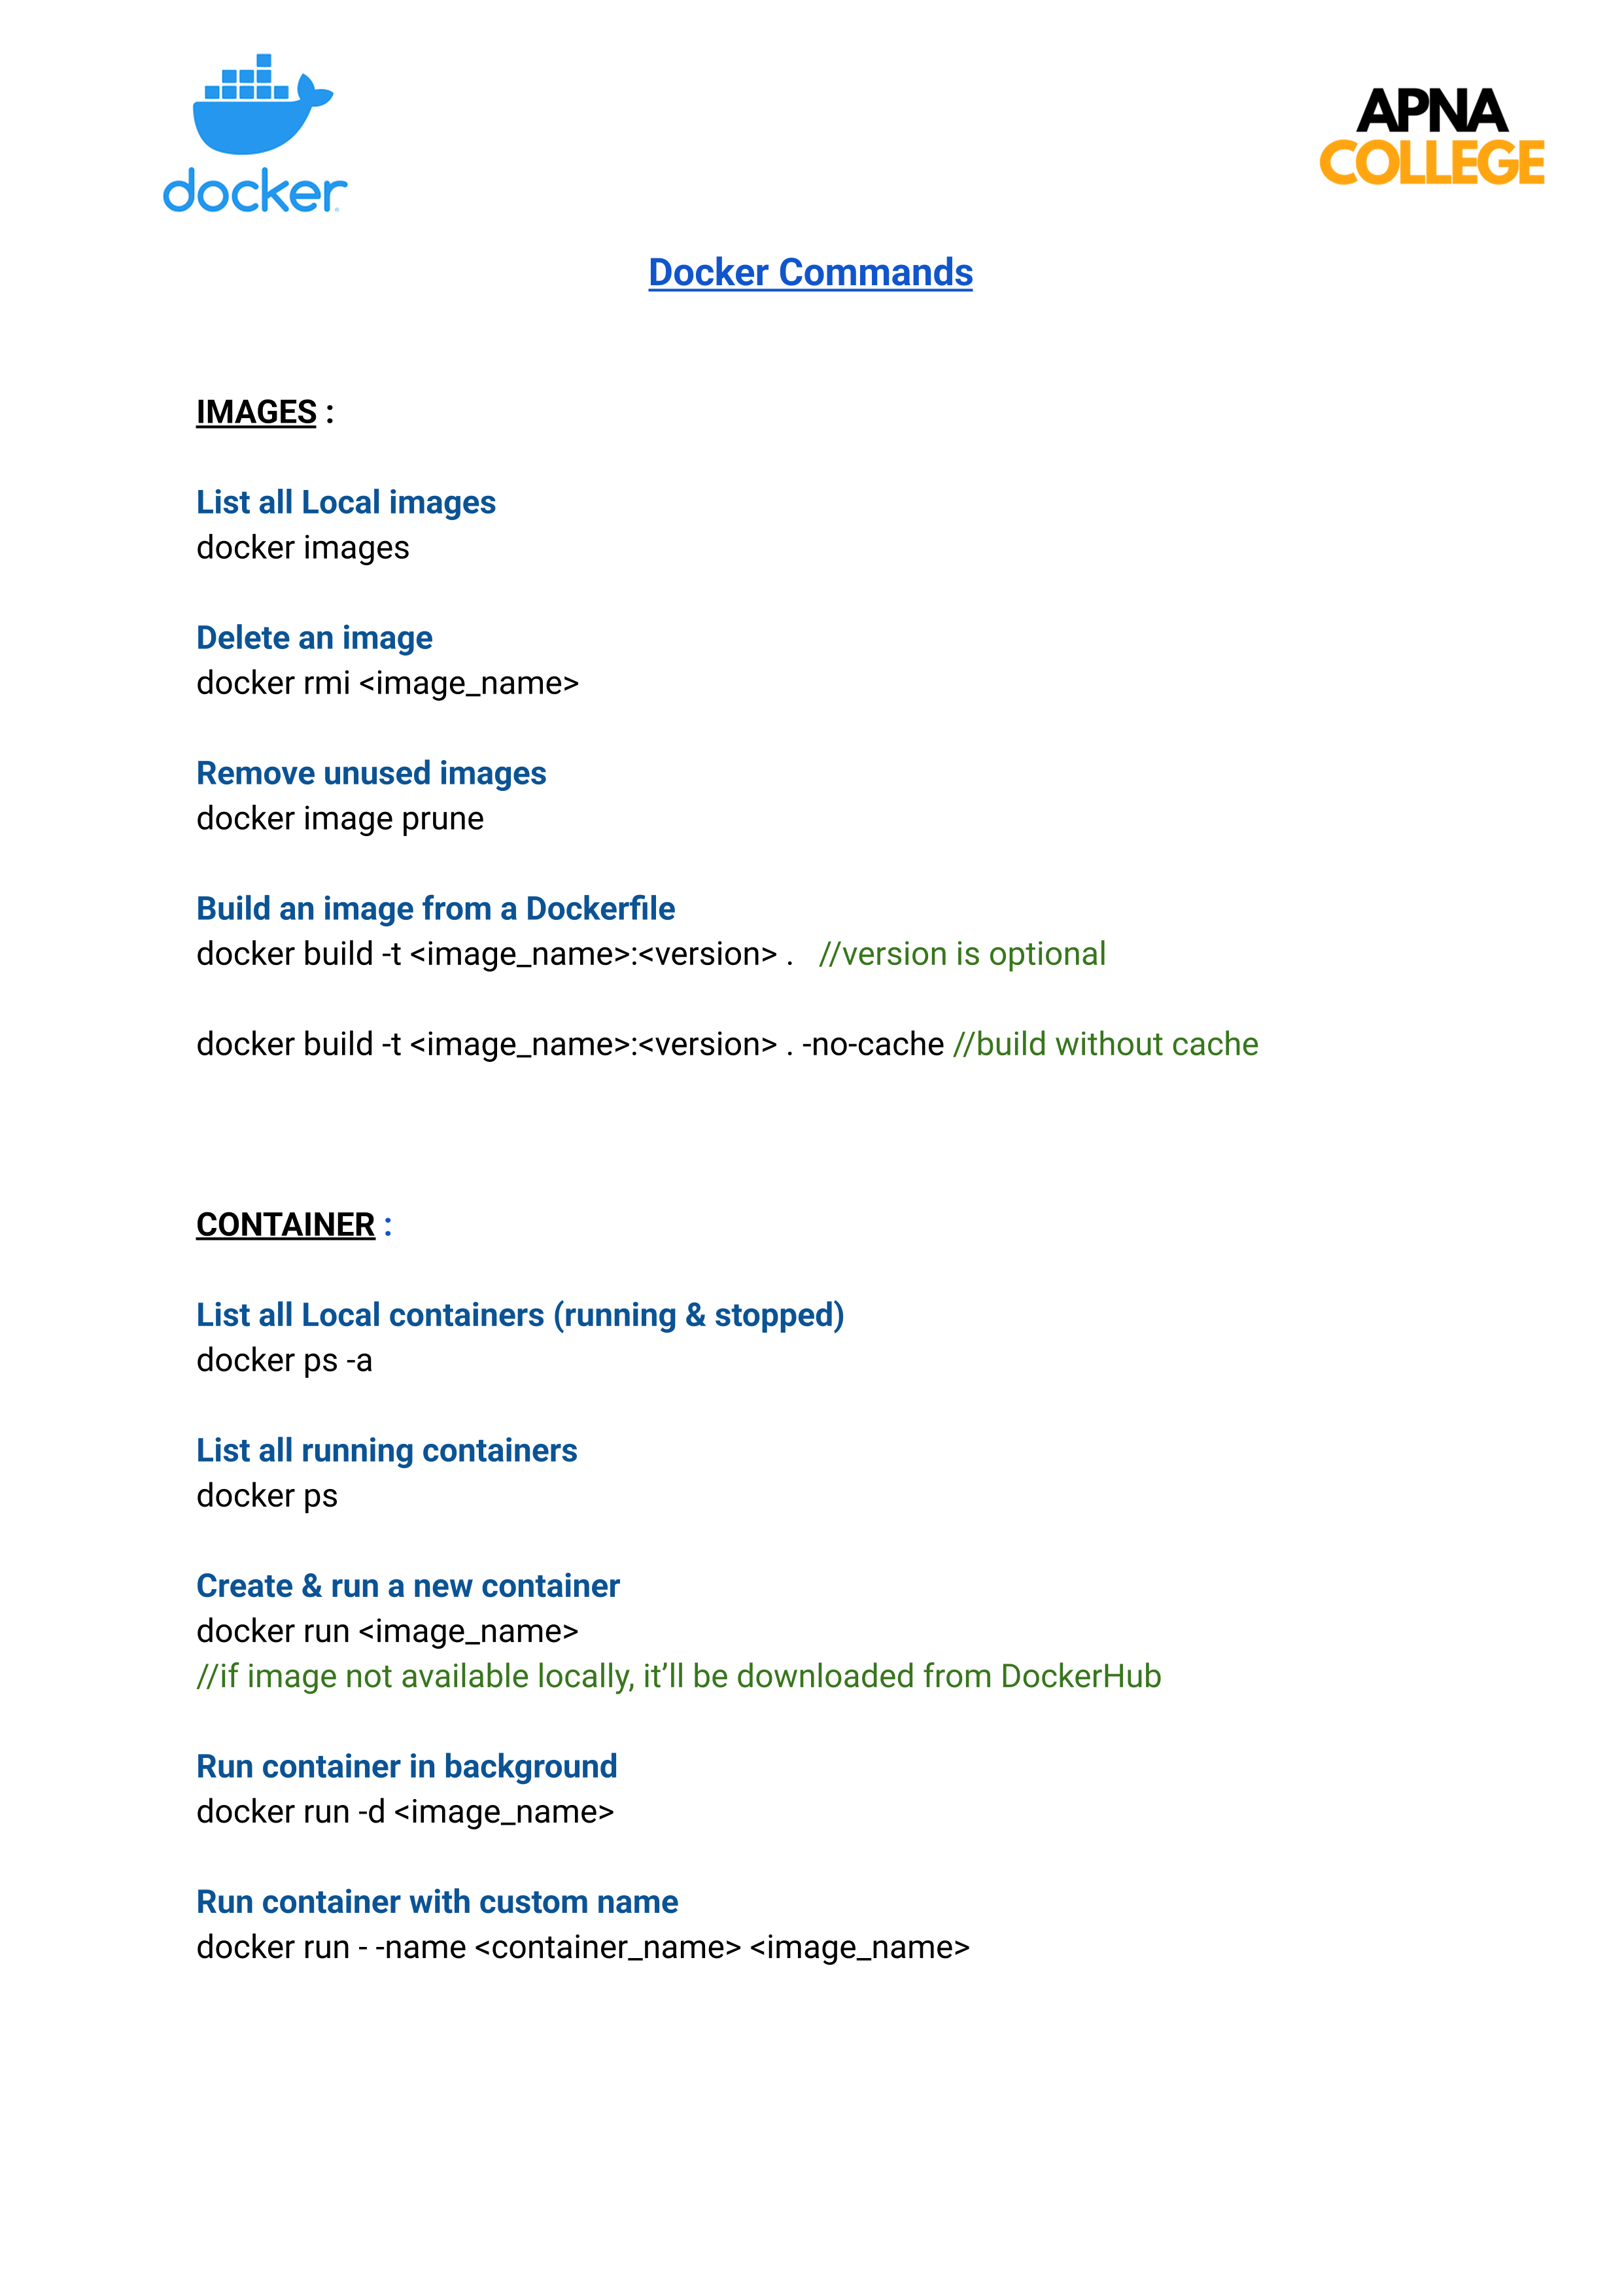 docker
APNA
COLLEGE
Docker Commands
IMAGES :
List all Local images
docker images
Delete an image
docker rmi <image_name>
Remove unused images
docker image prune
Build an image from a Dockerfile
docker build -t <image_name>:<version> . //version is optional
docker build -t <image_name>:<version> . -no-cache //build without cache
CONTAINER :
List all Local containers (running & stopped)
docker ps -a
List all running containers
docker ps
Create & run a new container
docker run <image_name>
//if image not available locally, it’ll be downloaded from DockerHub
Run container in background
docker run -d <image_name>
Run container with custom name
docker run - -name <container_name> <image_name>